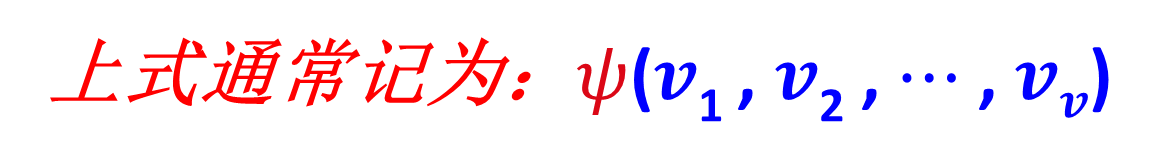 上式通常记为：ψ(v₁ , v₂ , ⋯ , vᵥ)